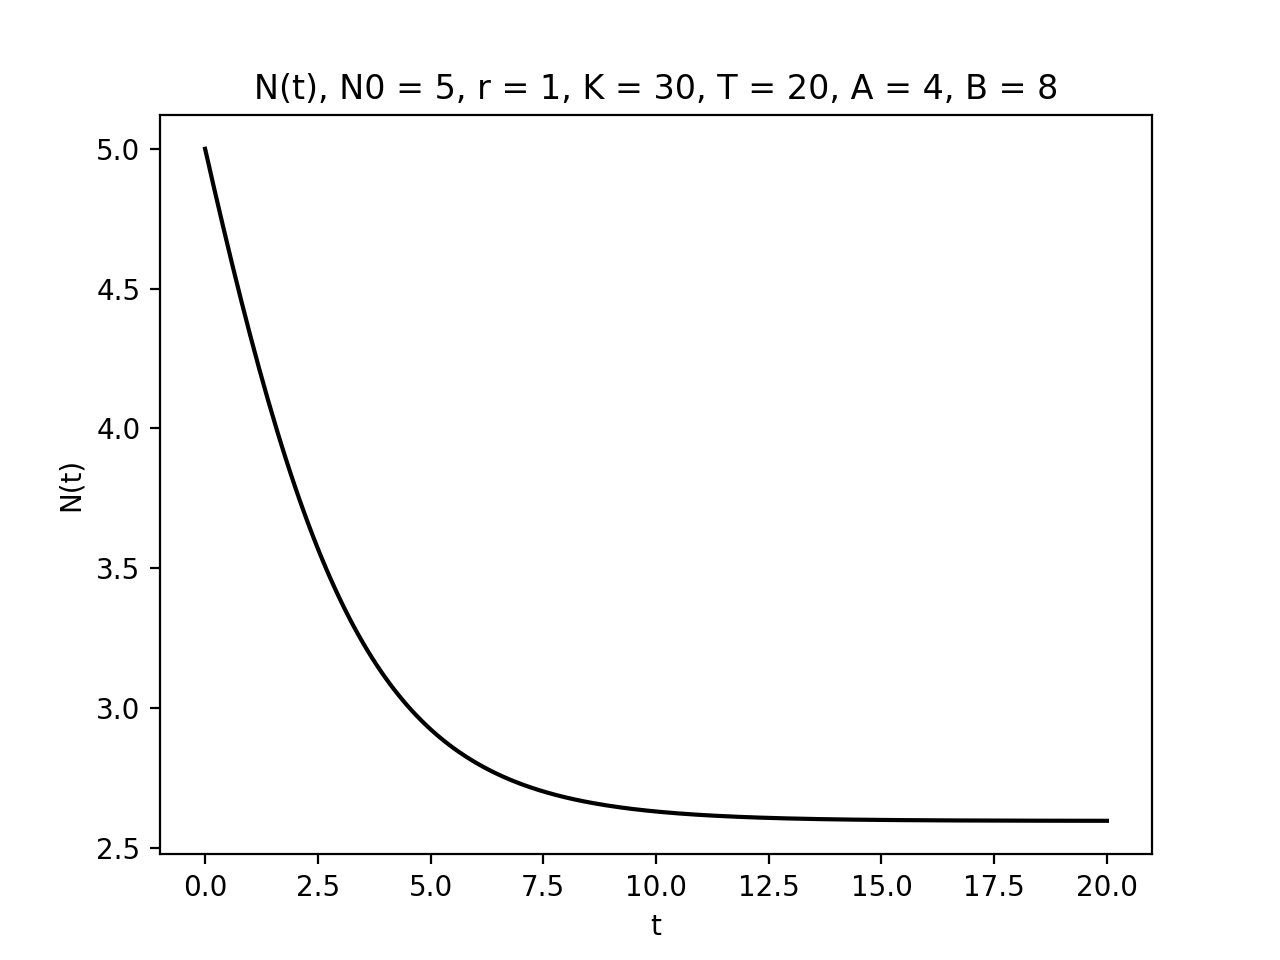 N(t), N0 = 5, r = 1, K = 30, T = 20, A = 4, B = 8
5.0
4.5
4.0
3.5
3.0
2.5
N(t)
0.0 2.5 5.0 7.5 10.0 12.5 15.0 17.5 20.0
t